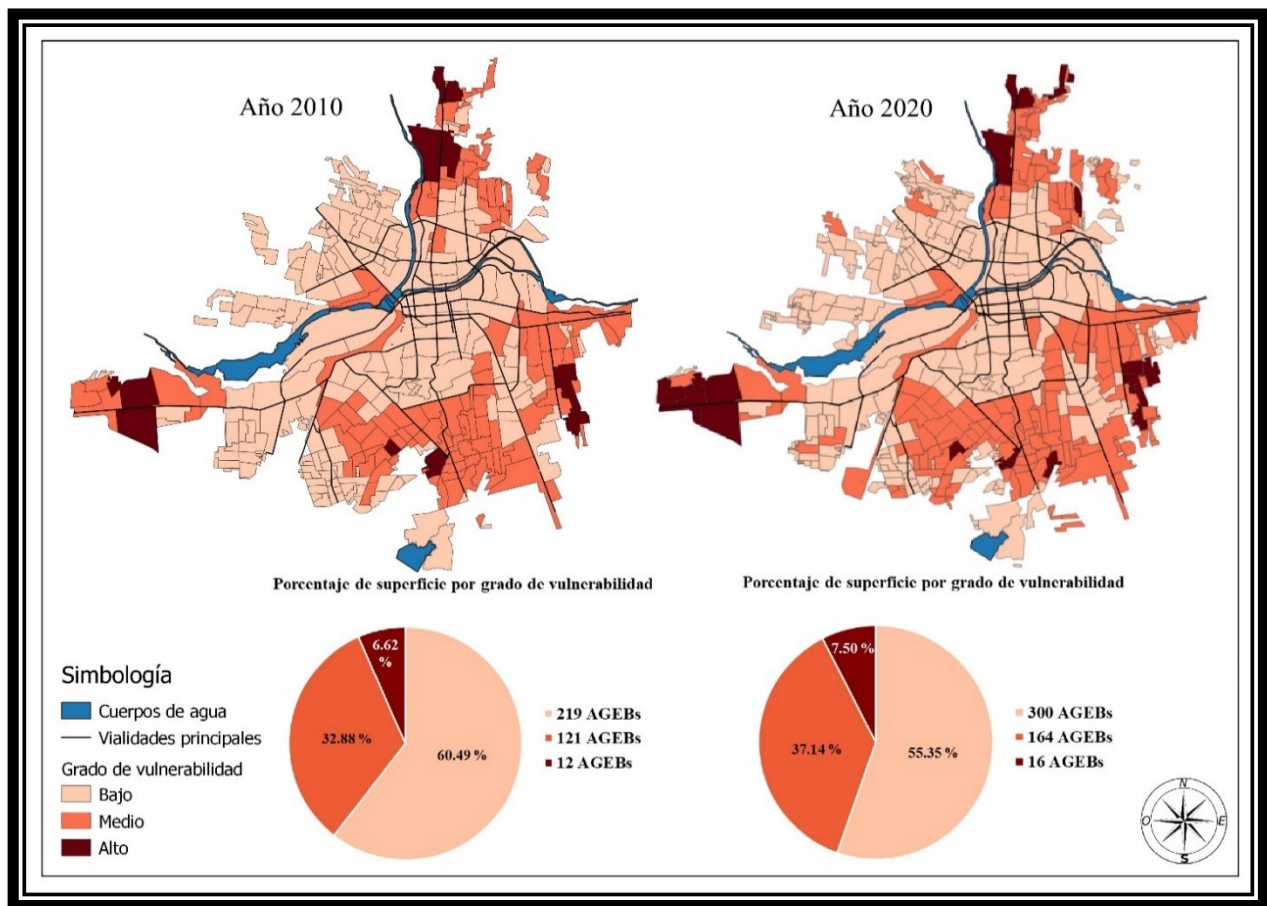 Año 2010
Año 2020
Porcentaje de superficie por grado de vulnerabilidad
Porcentaje de superficie por grado de vulnerabilidad
6.62
%
32.88 %
60.49 %
219 AGEBs
121 AGEBs
12 AGEBs
7.50 %
37.14 %
55.35 %
300 AGEBs
164 AGEBs
16 AGEBs
Simbología
Cuerpos de agua
Vialidades principales
Grado de vulnerabilidad
Bajo
Medio
Alto
N
O
E
S